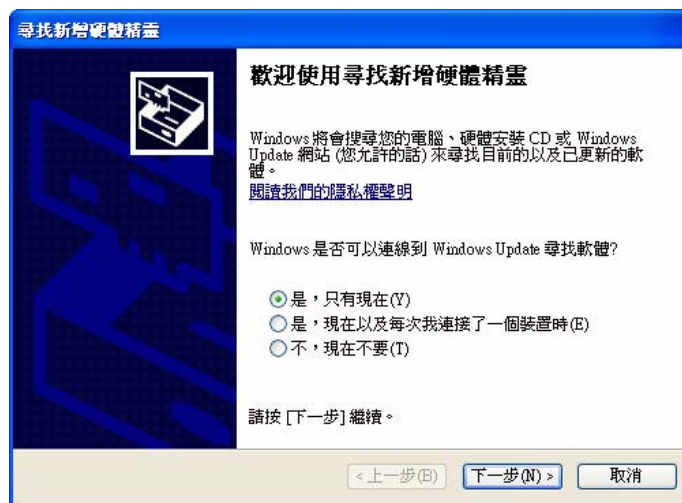 尋找新增硬體精靈
歡迎使用尋找新增硬體精靈
Windows 將會搜尋您的電腦、硬體安裝 CD 或 Windows
Update 網站 (您允許的話) 來尋找目前的以及已更新的軟
體。
閱讀我們的隱私權聲明
Windows 是否可以連線到 Windows Update 尋找軟體?
是，只有現在(Y)
是，現在以及每次我連接了一個裝置時(E)
不，現在不要(T)
請按 [下一步] 繼續。
<上一步(B) 下一步(N) > 取消